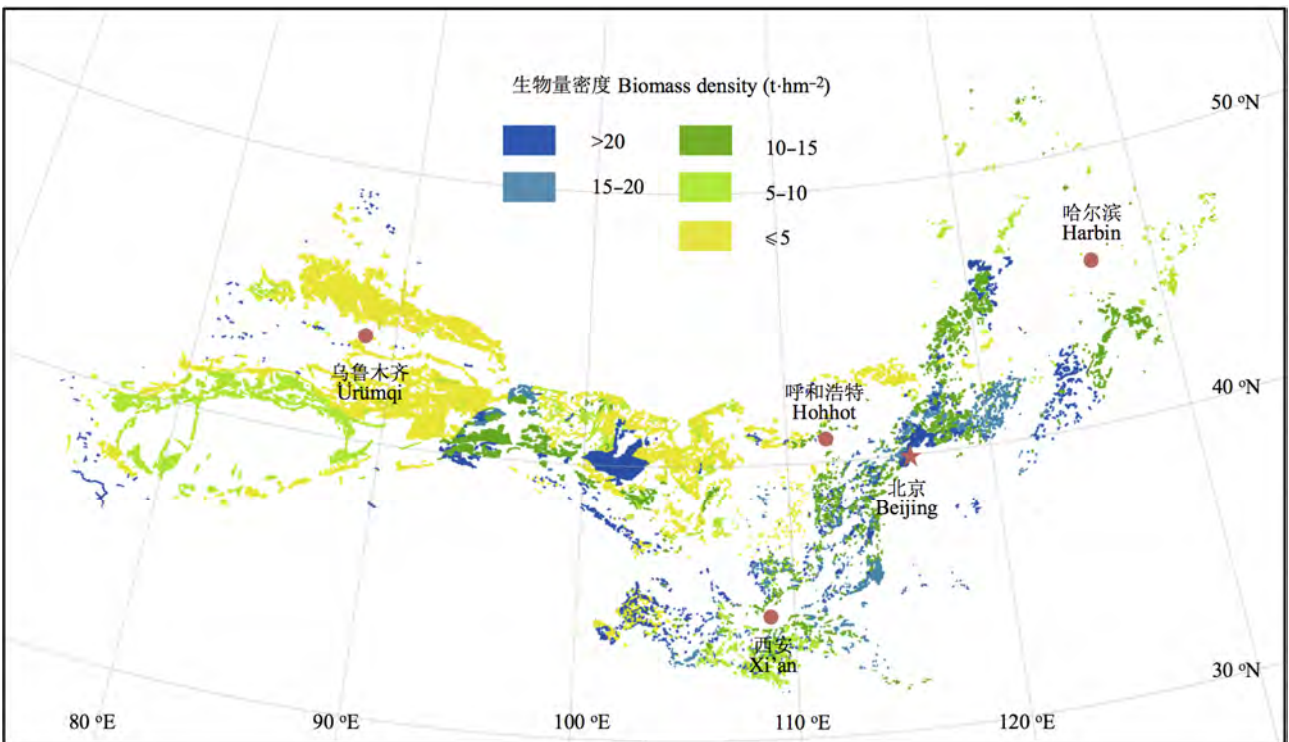 生物量密度 Biomass density (t·hm⁻²)
>20
10–15
15–20
5–10
≤5
50 °N
哈尔滨
Harbin
乌鲁木齐
Urümqi
呼和浩特
Hohhot
40 °N
北京
Beijing
西安
Xi'an
30 °N
80 °E
90 °E
100 °E
110 °E
120 °E